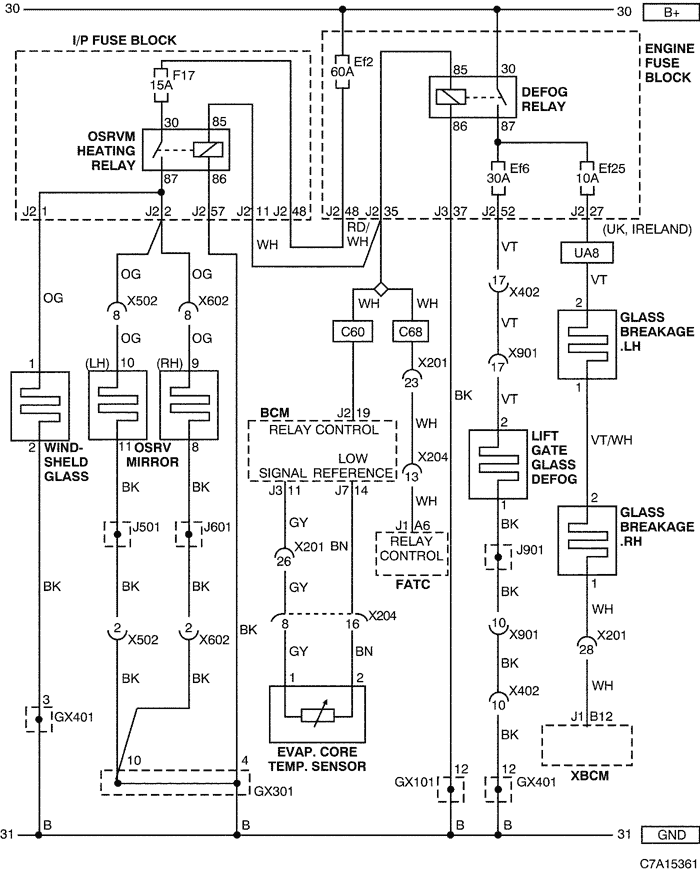 30
30
B+
I/P FUSE BLOCK
ENGINE
FUSE
BLOCK
F17
15A
Ef2
60A
85
30
DEFOG
RELAY
86
87
OSRVM
HEATING
RELAY
30
85
87
86
Ef6
30A
Ef25
10A
J2 1
J2 2
J2 57
J2 11
J2 48
J2 48
J2 35
J3 37
J2 52
J2 27
WH
RD/
WH
VT
(UK, IRELAND)
UA8
VT
OG
OG
OG
8
X502
8
X602
OG
OG
WH
WH
C60
C68
17
X402
VT
X901
17
VT
2
GLASS
BREAKAGE
.LH
1
1
(LH)
10
(RH)
9
X201
23
BK
WH
2
WIND-
SHELD
GLASS
11
OSRV
MIRROR
8
BCM
J2 19
RELAY CONTROL
SIGNAL
LOW
REFERENCE
J3 11
J7 14
X204
13
WH
J1 A6
RELAY
CONTROL
FATC
2
LIFT
GATE
GLASS
DEFOG
1
VT/WH
2
GLASS
BREAKAGE
.RH
1
BK
BK
J501
J601
GY
BN
X201
26
GY
BK
J901
BK
BK
BK
BK
WH
X201
28
WH
2
X502
2
X602
BK
8
16
X204
10
X901
BK
BK
BK
GY
BN
X402
10
BK
1
2
EVAP. CORE
TEMP. SENSOR
J1 B12
XBCM
3
GX401
10
4
GX301
GX101
12
12
GX401
31
B
B
B
B
31
GND
C7A15361